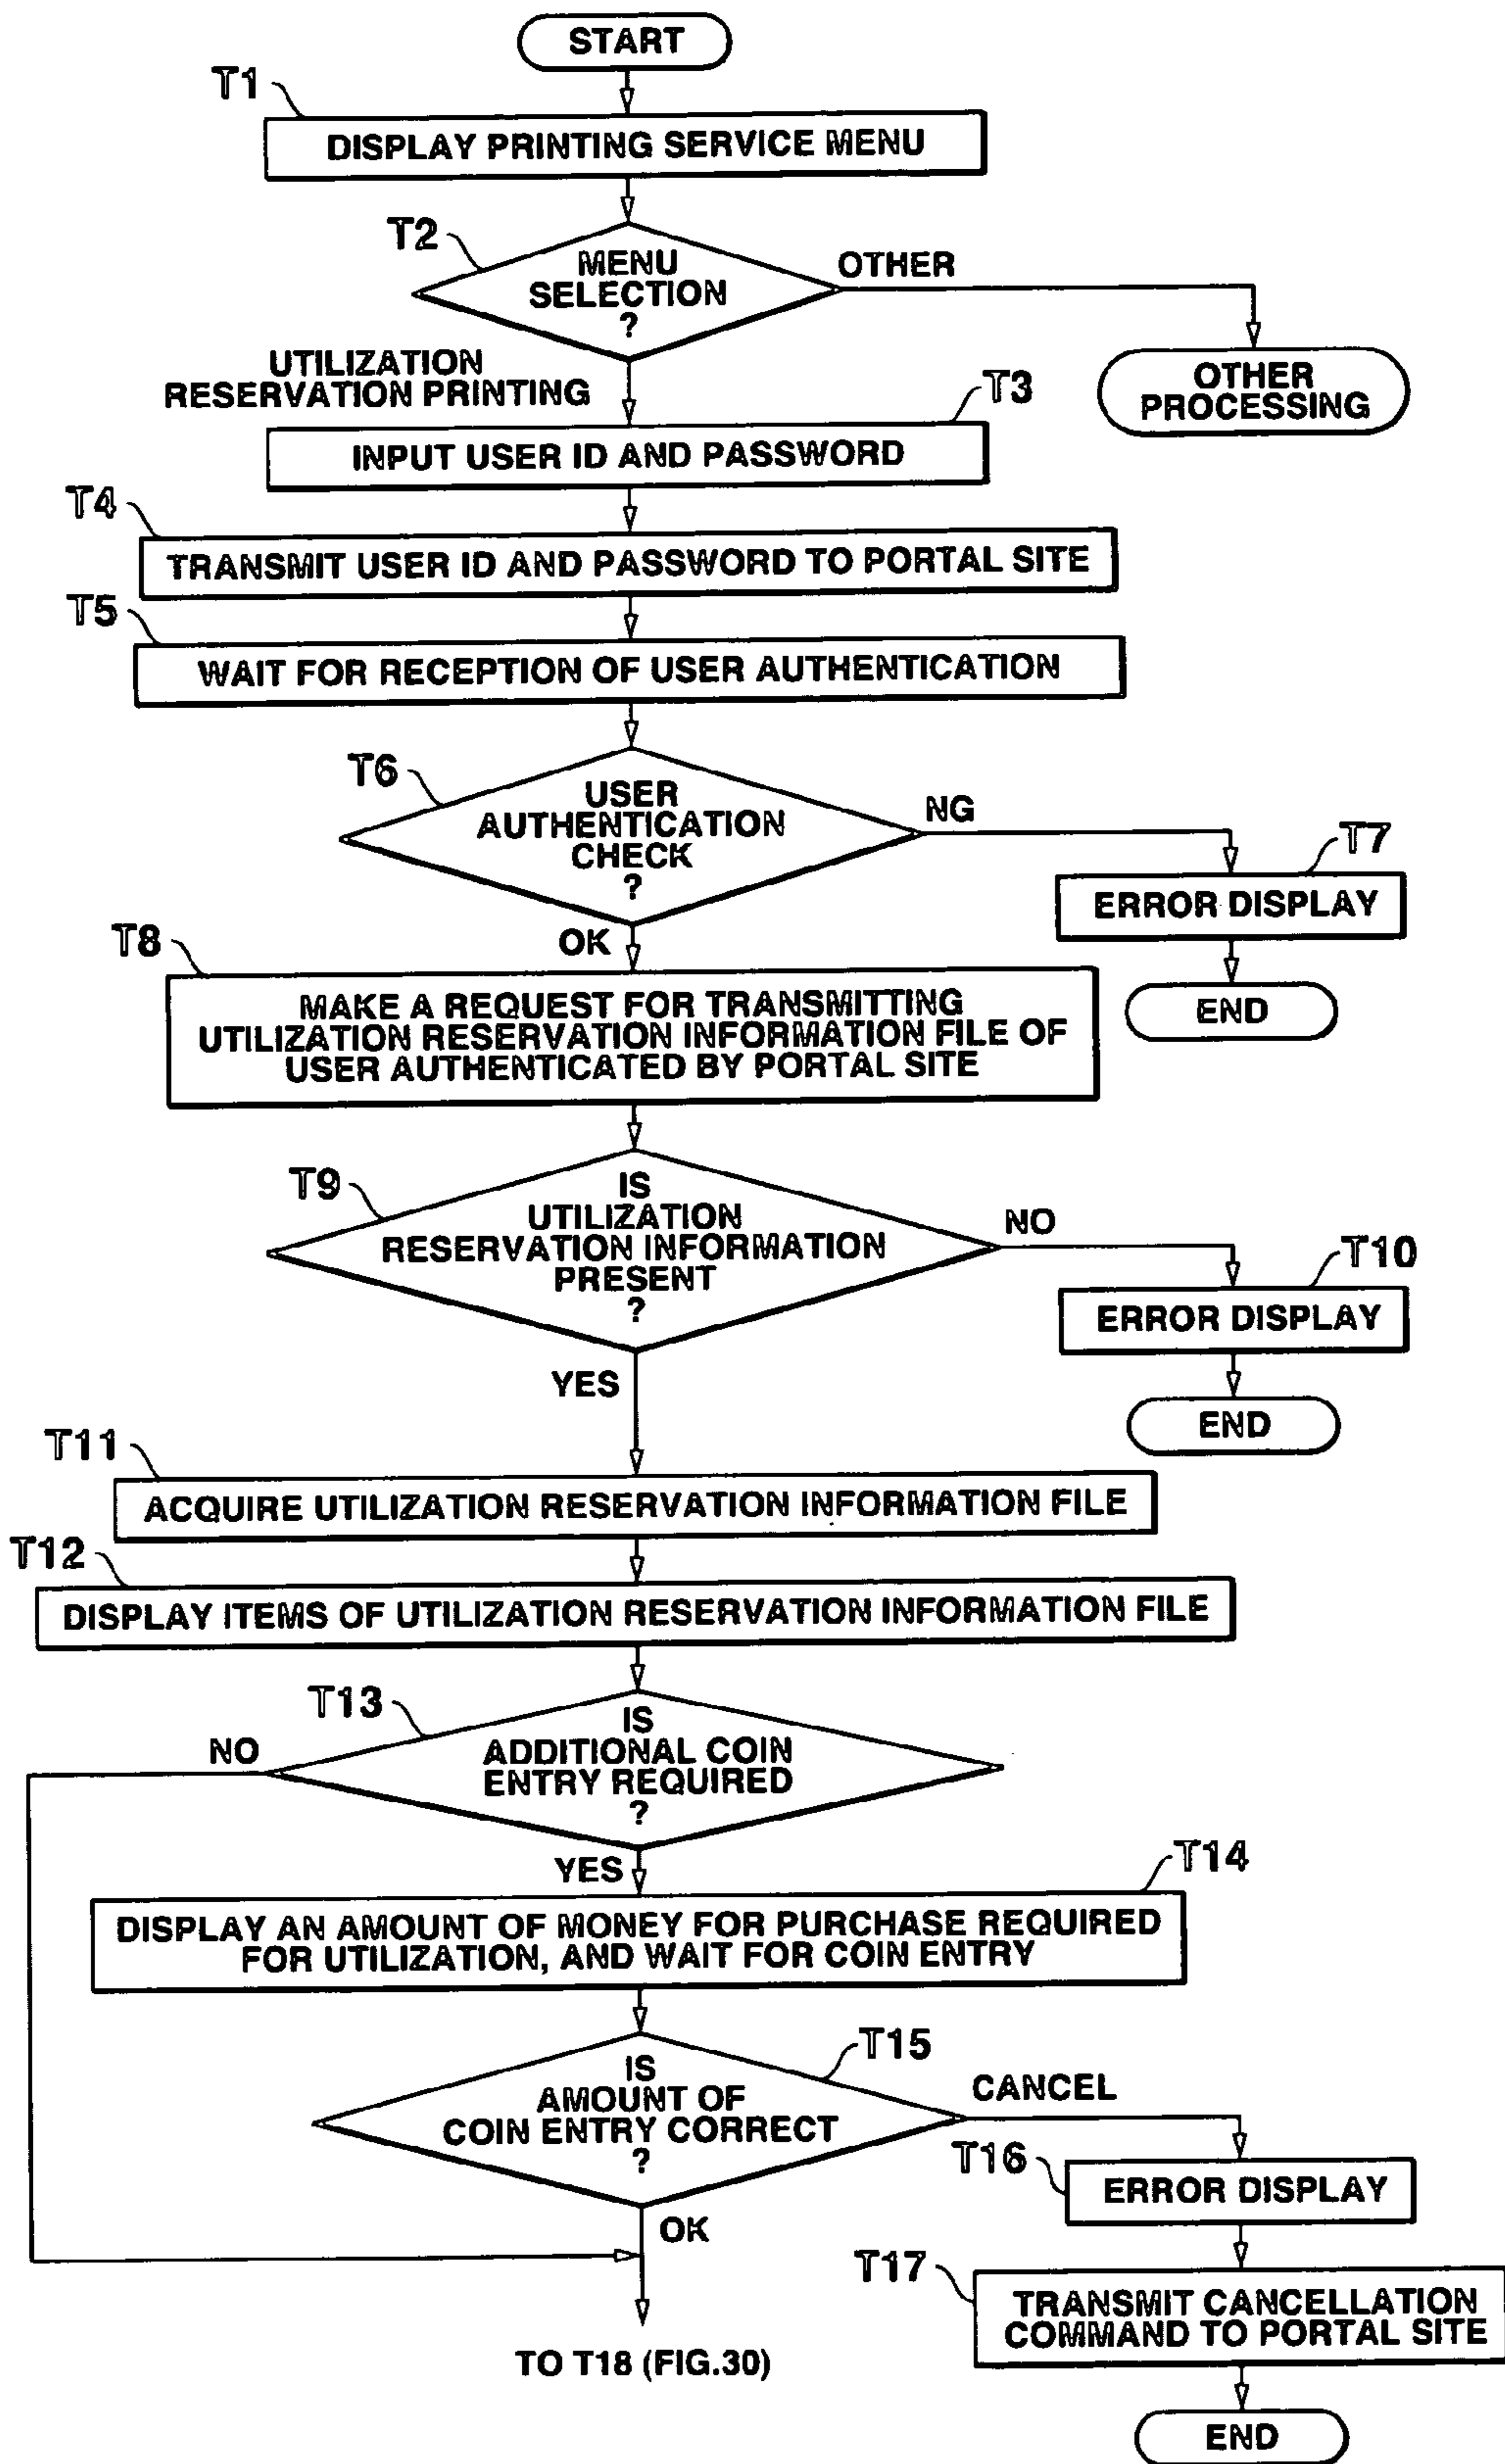 START
T1
DISPLAY PRINTING SERVICE MENU
T2
MENU
SELECTION
?
OTHER
OTHER
PROCESSING
UTILIZATION
RESERVATION PRINTING
T3
INPUT USER ID AND PASSWORD
T4
TRANSMIT USER ID AND PASSWORD TO PORTAL SITE
T5
WAIT FOR RECEPTION OF USER AUTHENTICATION
T6
USER
AUTHENTICATION
CHECK
?
NG
T7
ERROR DISPLAY
END
OK
T8
MAKE A REQUEST FOR TRANSMITTING
UTILIZATION RESERVATION INFORMATION FILE OF
USER AUTHENTICATED BY PORTAL SITE
T9
IS
UTILIZATION
RESERVATION INFORMATION
PRESENT
?
NO
T10
ERROR DISPLAY
END
YES
T11
ACQUIRE UTILIZATION RESERVATION INFORMATION FILE
T12
DISPLAY ITEMS OF UTILIZATION RESERVATION INFORMATION FILE
T13
IS
ADDITIONAL COIN
ENTRY REQUIRED
?
NO
YES
T14
DISPLAY AN AMOUNT OF MONEY FOR PURCHASE REQUIRED
FOR UTILIZATION, AND WAIT FOR COIN ENTRY
T15
IS
AMOUNT OF
COIN ENTRY CORRECT
?
CANCEL
T16
ERROR DISPLAY
OK
T17
TRANSMIT CANCELLATION
COMMAND TO PORTAL SITE
TO T18 (FIG.30)
END